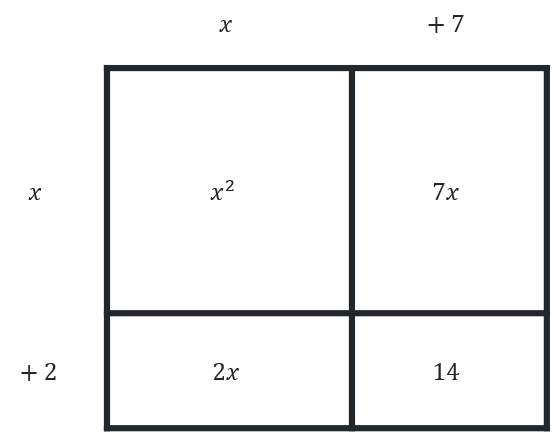 x + 7
x x² 7x
+ 2 2x 14